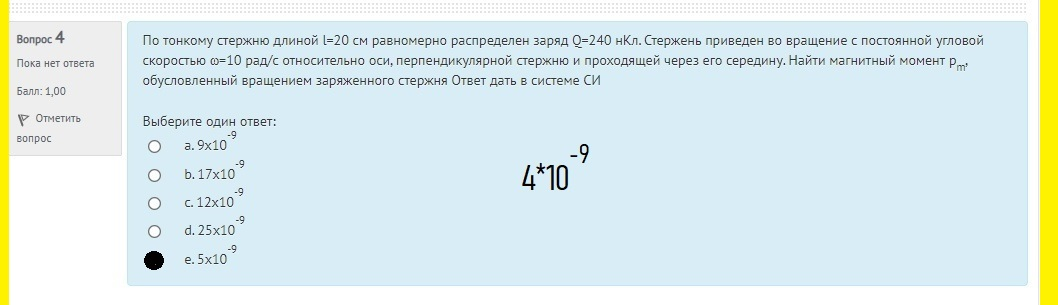 Вопрос 4
Пока нет ответа
Балл: 1,00
Отметить
вопрос
По тонкому стержню длиной l=20 см равномерно распределен заряд Q=240 нКл. Стержень приведен во вращение с постоянной угловой
скоростью ω=10 рад/с относительно оси, перпендикулярной стержню и проходящей через его середину. Найти магнитный момент pm,
обусловленный вращением заряженного стержня Ответ дать в системе СИ
Выберите один ответ:
a. 9x10^-9
b. 17x10^-9
c. 12x10^-9
d. 25x10^-9
e. 5x10^-9
4*10^-9